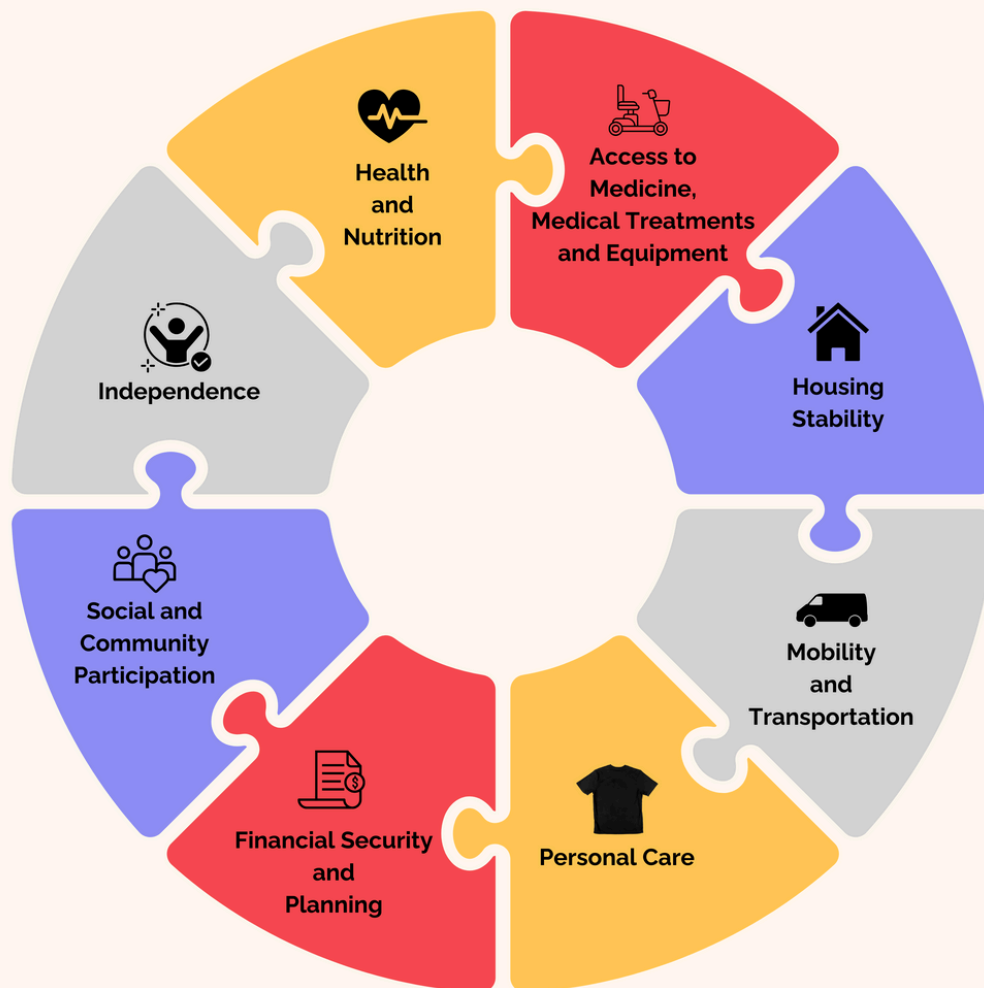 Health
and
Nutrition
Access to
Medicine,
Medical Treatments
and Equipment
Housing
Stability
Mobility
and
Transportation
Personal Care
Financial Security
and
Planning
$
Social and
Community
Participation
Independence